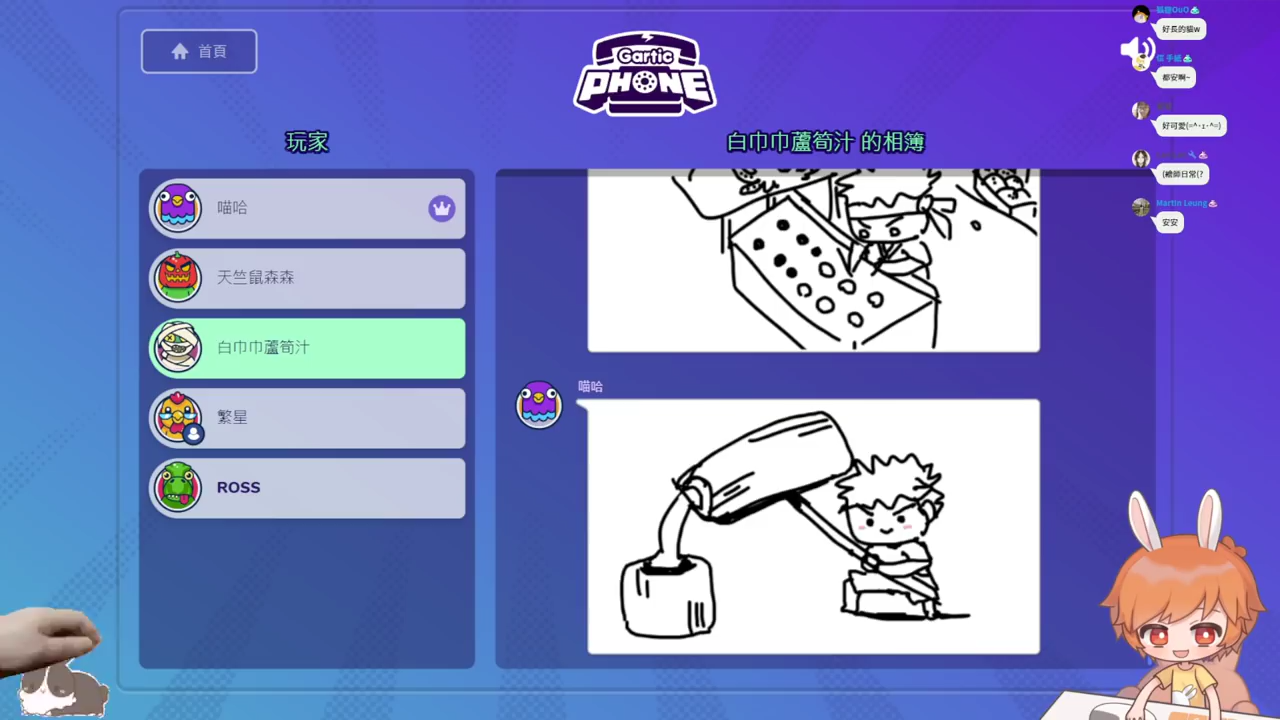 首頁
Gartic
PHONE
玩家
白巾巾蘆筍汁 的相簿
喵哈
天竺鼠森森
白巾巾蘆筍汁
繁星
ROSS
喵哈
好長的貓w
都安啊~
好可愛(=^･ｪ･^=)
(繪師日常(?
Martin Leung
安安